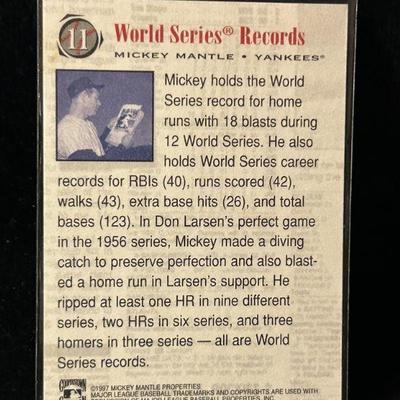 11
World Series® Records
MICKEY MANTLE • YANKEES®
Mickey holds the World
Series record for home
runs with 18 blasts during
12 World Series. He also
holds World Series career
records for RBIs (40), runs scored (42),
walks (43), extra base hits (26), and total
bases (123). In Don Larsen's perfect game
in the 1956 series, Mickey made a diving
catch to preserve perfection and also blast-
ed a home run in Larsen's support. He
ripped at least one HR in nine different
series, two HRs in six series, and three
homers in three series — all are World
Series records.
©1997 MICKEY MANTLE PROPERTIES.
MAJOR LEAGUE BASEBALL TRADEMARKS AND COPYRIGHTS ARE USED WITH
MAJOR LEAGUE BASEBALL PROPERTIES,